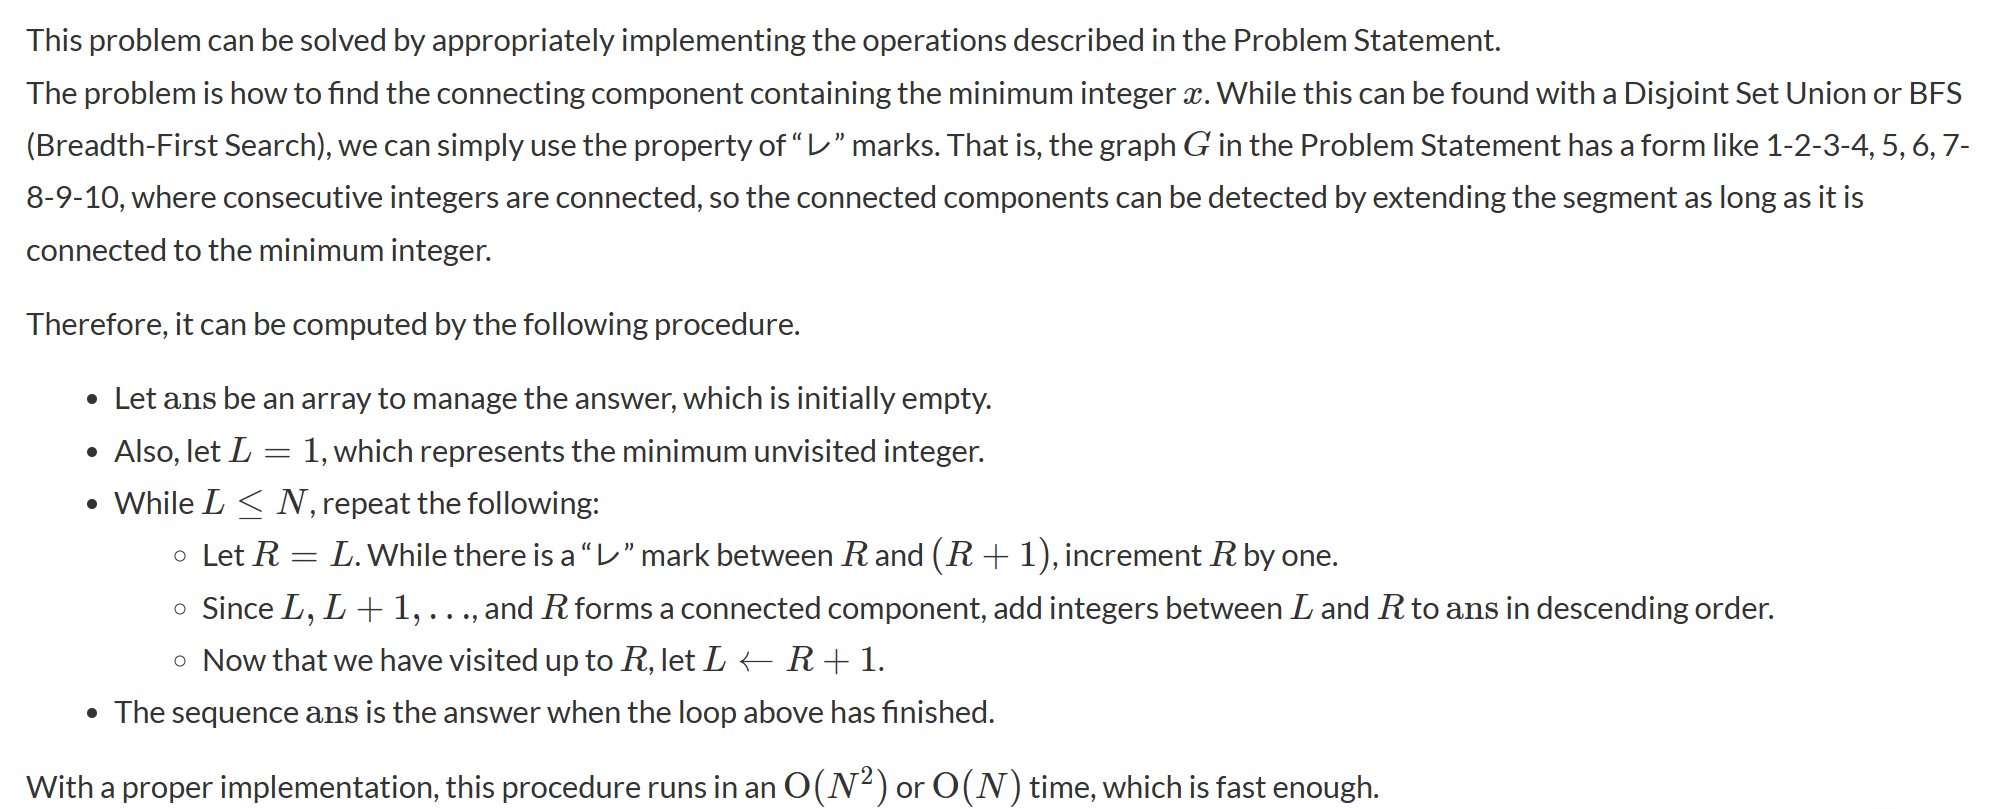 This problem can be solved by appropriately implementing the operations described in the Problem Statement.
The problem is how to find the connecting component containing the minimum integer x. While this can be found with a Disjoint Set Union or BFS
(Breadth-First Search), we can simply use the property of “レ” marks. That is, the graph G in the Problem Statement has a form like 1-2-3-4, 5, 6, 7-
8-9-10, where consecutive integers are connected, so the connected components can be detected by extending the segment as long as it is
connected to the minimum integer.
Therefore, it can be computed by the following procedure.
• Let ans be an array to manage the answer, which is initially empty.
• Also, let L = 1, which represents the minimum unvisited integer.
• While L ≤ N, repeat the following:
◦ Let R = L. While there is a “レ” mark between R and (R + 1), increment R by one.
◦ Since L, L + 1, . . ., and R forms a connected component, add integers between L and R to ans in descending order.
◦ Now that we have visited up to R, let L ← R + 1.
• The sequence ans is the answer when the loop above has finished.
With a proper implementation, this procedure runs in an O(N²) or O(N) time, which is fast enough.